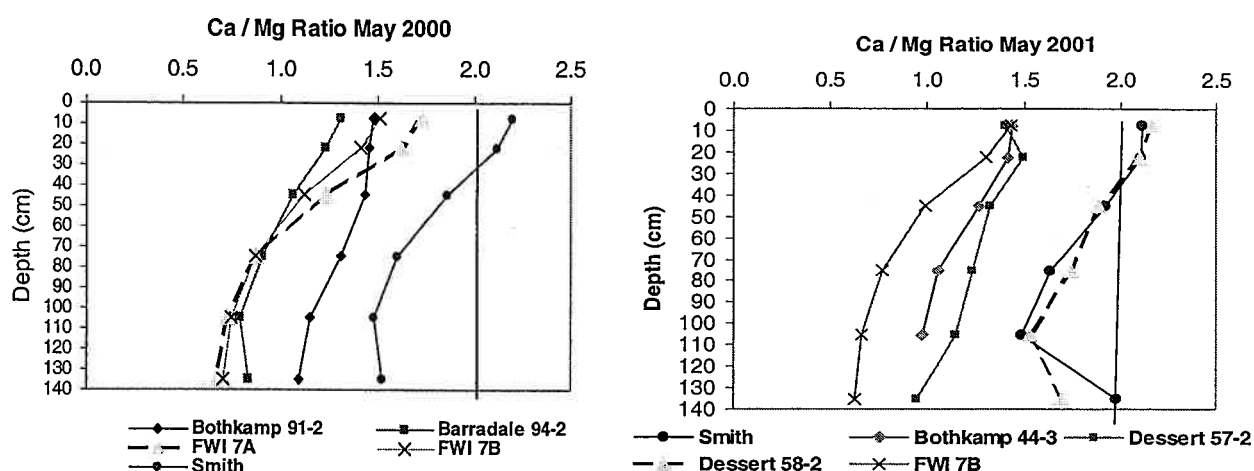 Ca / Mg Ratio May 2000
0.0 0.5 1.0 1.5 2.0 2.5
0
10
20
30
40
50
60
70
80
90
100
110
120
130
140
Depth (cm)
Bothkamp 91-2 Barradale 94-2
FWI 7A FWI 7B
Smith
Ca / Mg Ratio May 2001
0.0 0.5 1.0 1.5 2.0 2.5
0
10
20
30
40
50
60
70
80
90
100
110
120
130
140
Depth (cm)
Smith Bothkamp 44-3 Dessert 57-2
Dessert 58-2 FWI 7B